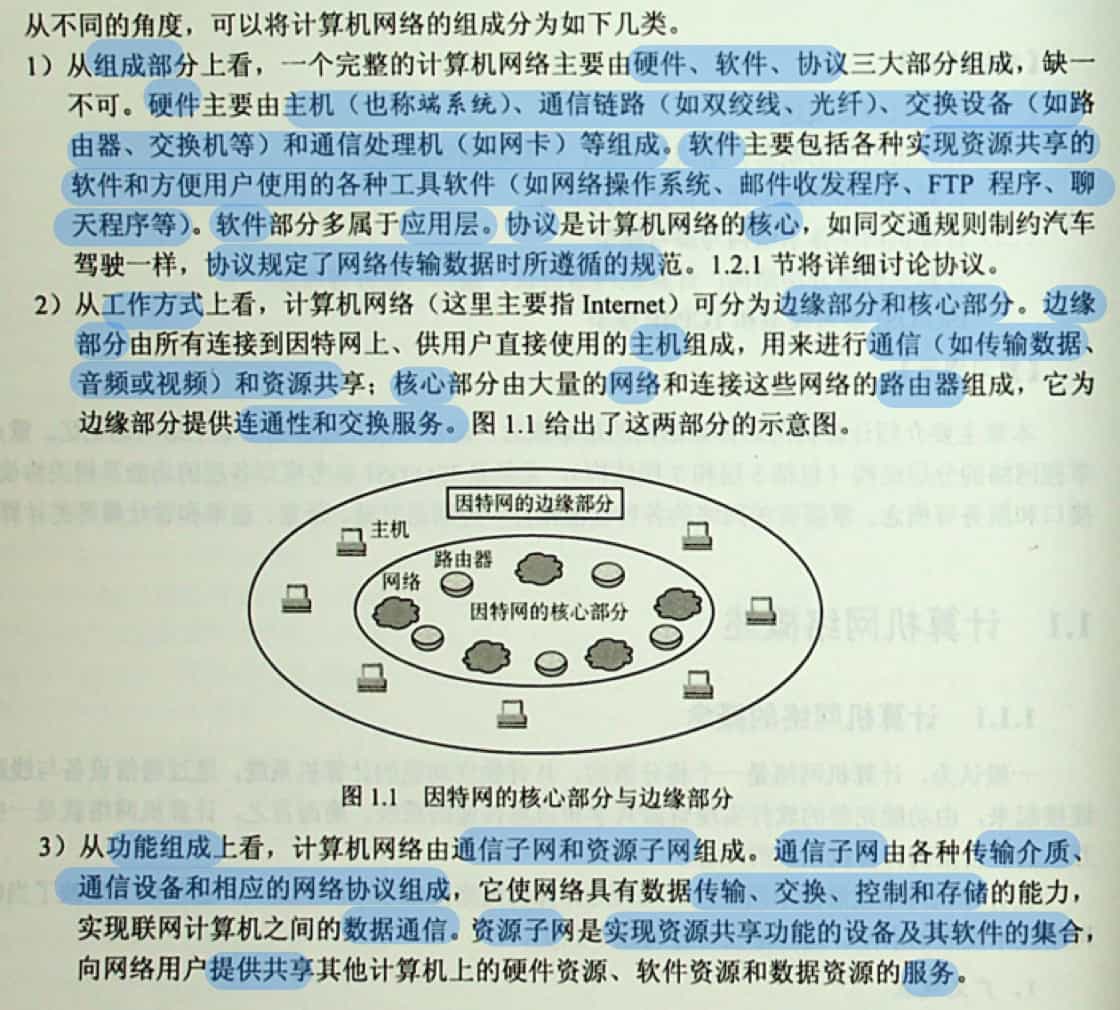 从不同的角度，可以将计算机网络的组成分为如下几类。
1）从组成部分上看，一个完整的计算机网络主要由硬件、软件、协议三大部分组成，缺一
不可。硬件主要由主机（也称端系统）、通信链路（如双绞线、光纤）、交换设备（如路
由器、交换机等）和通信处理机（如网卡）等组成。软件主要包括各种实现资源共享的
软件和方便用户使用的各种工具软件（如网络操作系统、邮件收发程序、FTP 程序、聊
天程序等）。软件部分多属于应用层。协议是计算机网络的核心，如同交通规则制约汽车
驾驶一样，协议规定了网络传输数据时所遵循的规范。1.2.1 节将详细讨论协议。
2）从工作方式上看，计算机网络（这里主要指 Internet）可分为边缘部分和核心部分。边缘
部分由所有连接到因特网上、供用户直接使用的主机组成，用来进行通信（如传输数据、
音频或视频）和资源共享；核心部分由大量的网络和连接这些网络的路由器组成，它为
边缘部分提供连通性和交换服务。图 1.1 给出了这两部分的示意图。
因特网的边缘部分
主机
路由器
网络
因特网的核心部分
图 1.1 因特网的核心部分与边缘部分
3）从功能组成上看，计算机网络由通信子网和资源子网组成。通信子网由各种传输介质、
通信设备和相应的网络协议组成，它使网络具有数据传输、交换、控制和存储的能力，
实现联网计算机之间的数据通信。资源子网是实现资源共享功能的设备及其软件的集合，
向网络用户提供共享其他计算机上的硬件资源、软件资源和数据资源的服务。